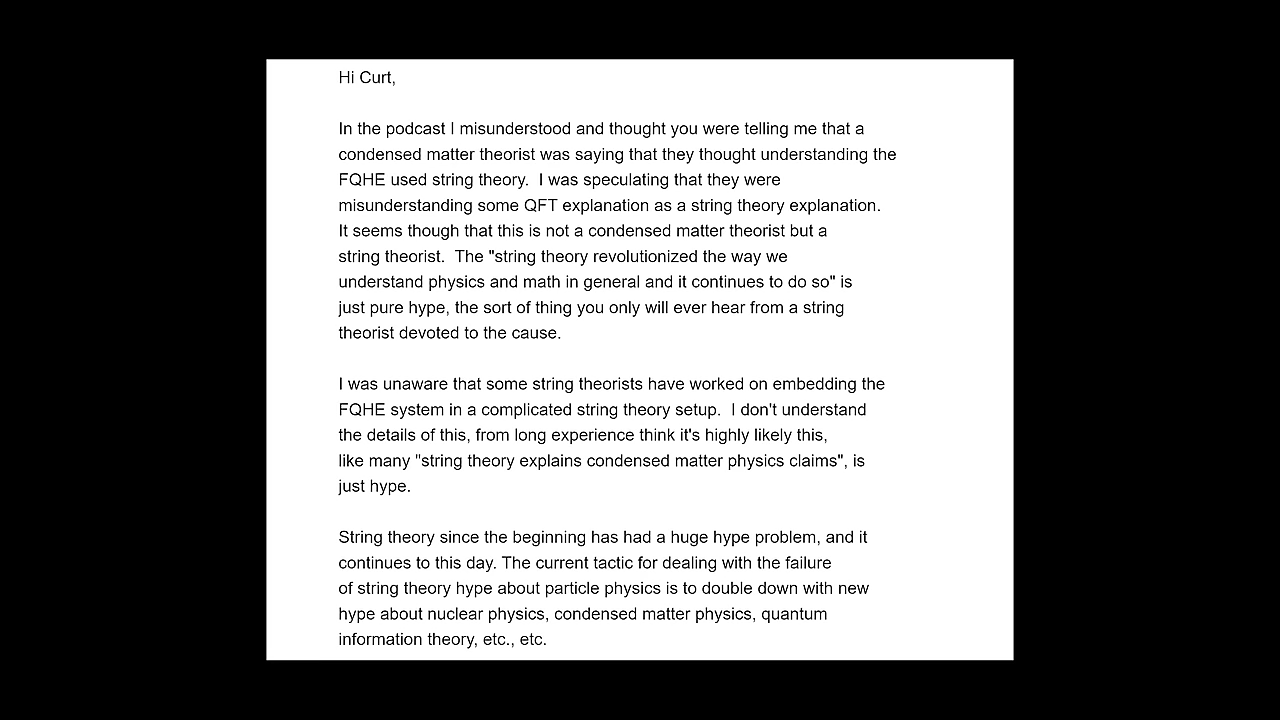 Hi Curt,
In the podcast I misunderstood and thought you were telling me that a
condensed matter theorist was saying that they thought understanding the
FQHE used string theory.  I was speculating that they were
misunderstanding some QFT explanation as a string theory explanation.
It seems though that this is not a condensed matter theorist but a
string theorist.  The "string theory revolutionized the way we
understand physics and math in general and it continues to do so" is
just pure hype, the sort of thing you only will ever hear from a string
theorist devoted to the cause.
I was unaware that some string theorists have worked on embedding the
FQHE system in a complicated string theory setup.  I don't understand
the details of this, from long experience think it's highly likely this,
like many "string theory explains condensed matter physics claims", is
just hype.
String theory since the beginning has had a huge hype problem, and it
continues to this day. The current tactic for dealing with the failure
of string theory hype about particle physics is to double down with new
hype about nuclear physics, condensed matter physics, quantum
information theory, etc., etc.